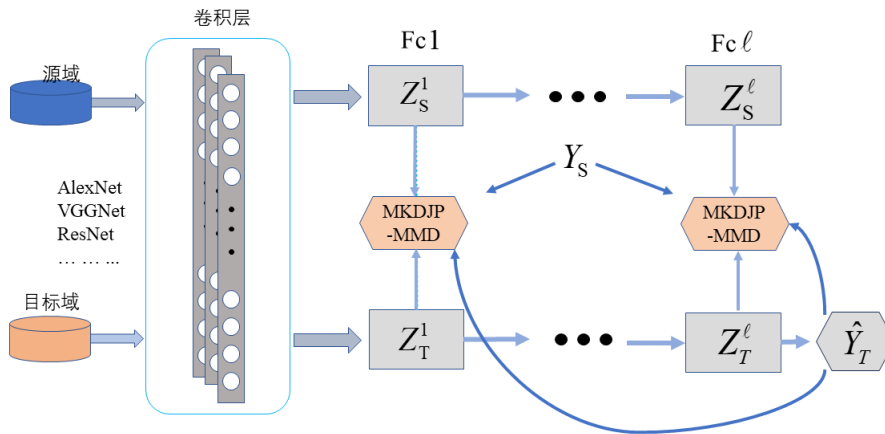 卷积层
源域
AlexNet
VGGNet
ResNet
… … ...
目标域
Fc1
Fcℓ
Z_S^1
Z_S^ℓ
Y_S
MKDJP
-MMD
MKDJP
-MMD
Z_T^1
Z_T^ℓ
Ŷ_T